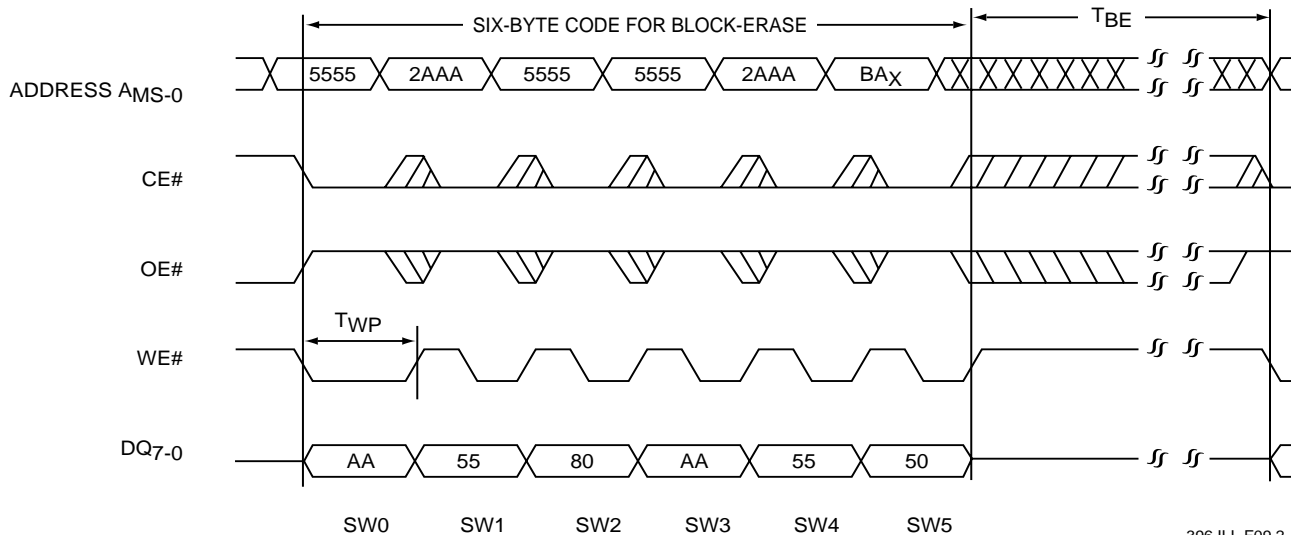 SIX-BYTE CODE FOR BLOCK-ERASE TBE
ADDRESS AMS-0 5555 2AAA 5555 5555 2AAA BAX
CE#
OE#
TWP
WE#
DQ7-0 AA 55 80 AA 55 50
SW0 SW1 SW2 SW3 SW4 SW5